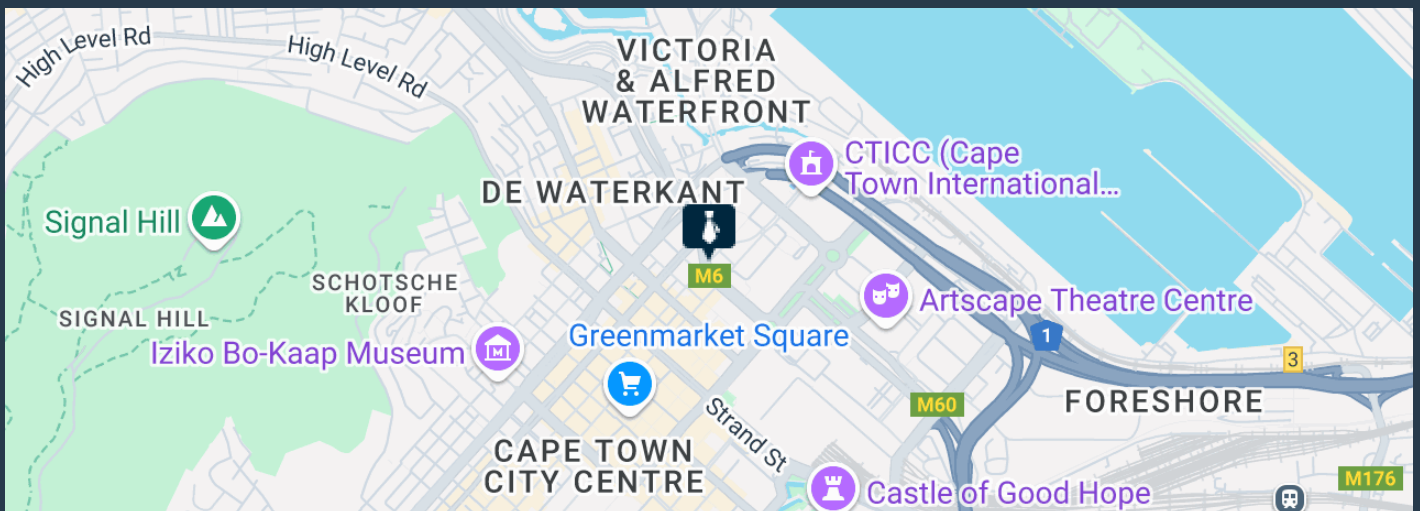 High Level Rd
High Level Rd
VICTORIA
& ALFRED
WATERFRONT
CTICC (Cape
Town International...
DE WATERKANT
Signal Hill
M6
SCHOTSCHE
KLOOF
SIGNAL HILL
Artscape Theatre Centre
Iziko Bo-Kaap Museum
M
Greenmarket Square
1
3
M60
FORESHORE
Strand St
CAPE TOWN
CITY CENTRE
Castle of Good Hope
M176